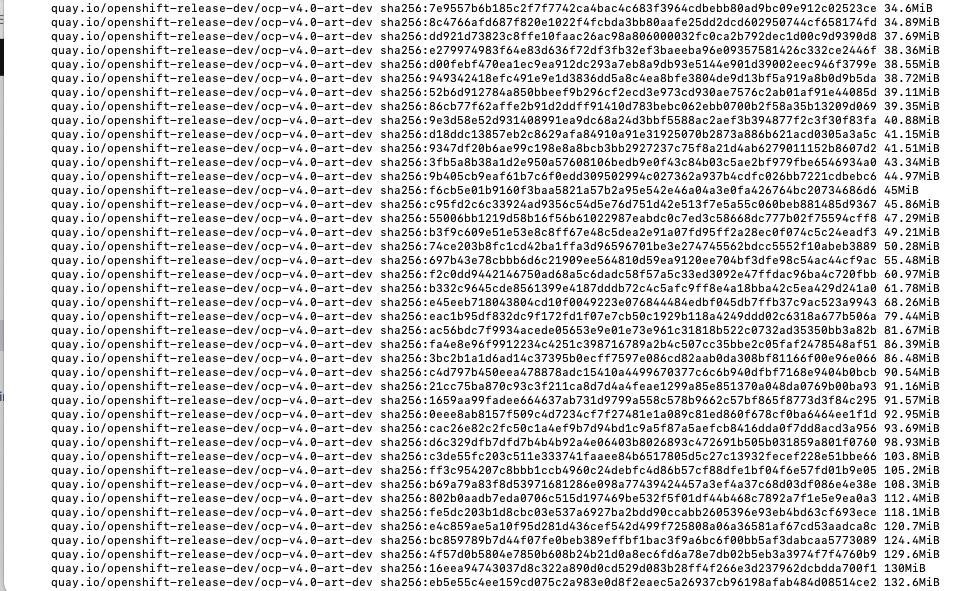 quay.io/openshift-release-dev/ocp-v4.0-art-dev sha256:7e9557b6b185c2f7f7742ca4bac4c683f3964cdbebb80ad9bc09e912c02523ce 34.6MiB
quay.io/openshift-release-dev/ocp-v4.0-art-dev sha256:8c4766afd687f820e1022f4fcbda3bb80aafe25dd2dcd602950744cf658174fd 34.89MiB
quay.io/openshift-release-dev/ocp-v4.0-art-dev sha256:dd921d73823c8ffe10faac26ac98a806000032fc0ca2b792dec1d00c9d9390d8 37.69MiB
quay.io/openshift-release-dev/ocp-v4.0-art-dev sha256:e279974983f64e83d636f72df3fb32ef3baeeba96e09357581426c332ce2446f 38.36MiB
quay.io/openshift-release-dev/ocp-v4.0-art-dev sha256:d00febf470ea1ec9ea912dc293a7eb8a9db93e5144e901d39002eec946f3799e 38.55MiB
quay.io/openshift-release-dev/ocp-v4.0-art-dev sha256:949342418efc491e9e1d3836dd5a8c4ea8bfe3804de9d13bf5a919a8b0d9b5da 38.72MiB
quay.io/openshift-release-dev/ocp-v4.0-art-dev sha256:52b6d912784a850bbeef9b296cf2ecd3e973cd930ae7576c2ab01af91e44085d 39.11MiB
quay.io/openshift-release-dev/ocp-v4.0-art-dev sha256:86cb77f62affe2b91d2ddff91410d783bebc062ebb0700b2f58a35b13209d069 39.35MiB
quay.io/openshift-release-dev/ocp-v4.0-art-dev sha256:9e3d58e52d931408991ea9dc68a24d3bbf5588ac2aef3b394877f2c3f30f83fa 40.88MiB
quay.io/openshift-release-dev/ocp-v4.0-art-dev sha256:d18ddc13857eb2c8629afa84910a91e31925070b2873a886b621acd0305a3a5c 41.15MiB
quay.io/openshift-release-dev/ocp-v4.0-art-dev sha256:9347df20b6ae99c198e8a8bcb3bb2927237c75f8a21d4ab6279011152b8607d2 41.51MiB
quay.io/openshift-release-dev/ocp-v4.0-art-dev sha256:3fb5a8b38a1d2e950a57608106bedb9e0f43c84b03c5ae2bf979fbe6546934a0 43.34MiB
quay.io/openshift-release-dev/ocp-v4.0-art-dev sha256:9b405cb9eaf61b7c6f0edd309502994c027362a937b4cdfc026bb7221cdbebc6 44.97MiB
quay.io/openshift-release-dev/ocp-v4.0-art-dev sha256:f6cb5e01b9160f3baa5821a57b2a95e542e46a04a3e0fa426764bc20734686d6 45MiB
quay.io/openshift-release-dev/ocp-v4.0-art-dev sha256:c95fd2c6c33924ad9356c54d5e76d751d42e513f7e5a55c060beb881485d9367 45.86MiB
quay.io/openshift-release-dev/ocp-v4.0-art-dev sha256:55006bb1219d58b16f56b61022987eabdc0c7ed3c58668dc777b02f75594cff8 47.29MiB
quay.io/openshift-release-dev/ocp-v4.0-art-dev sha256:b3f9c609e51e53e8c8ff67e48c5dea2e91a07fd95ff2a28ec0f074c5c24eadf3 49.21MiB
quay.io/openshift-release-dev/ocp-v4.0-art-dev sha256:74ce203b8fc1cd42ba1ffa3d96596701be3e274745562bdcc5552f10abeb3889 50.28MiB
quay.io/openshift-release-dev/ocp-v4.0-art-dev sha256:697b43e78cbbb6d6c21909ee564810d59ea9120ee704bf3dfe98c54ac44cf9ac 55.48MiB
quay.io/openshift-release-dev/ocp-v4.0-art-dev sha256:f2c0dd9442146750ad68a5c6dadc58f57a5c33ed3092e47ffdac96ba4c720fbb 60.97MiB
quay.io/openshift-release-dev/ocp-v4.0-art-dev sha256:b332c9645cde8561399e4187dddb72c4c5afc9ff8e4a18bba42c5ea429d241a0 61.78MiB
quay.io/openshift-release-dev/ocp-v4.0-art-dev sha256:e45eeb718043804cd10f0049223e076844484edbf045db7ffb37c9ac523a9943 68.26MiB
quay.io/openshift-release-dev/ocp-v4.0-art-dev sha256:eac1b95df832dc9f172fd1f07e7cb50c1929b118a4249ddd02c6318a677b506a 79.44MiB
quay.io/openshift-release-dev/ocp-v4.0-art-dev sha256:ac56bdc7f9934acede05653e9e01e73e961c31818b522c0732ad35350bb3a82b 81.67MiB
quay.io/openshift-release-dev/ocp-v4.0-art-dev sha256:fa4e8e96f9912234c4251c398716789a2b4c507cc35bbe2c05faf2478548af51 86.39MiB
quay.io/openshift-release-dev/ocp-v4.0-art-dev sha256:3bc2b1a1d6ad14c37395b0ecff7597e086cd82aab0da308bf81166f00e96e066 86.48MiB
quay.io/openshift-release-dev/ocp-v4.0-art-dev sha256:c4d797b450eea478878adc15410a4499670377c6c6b940dfbf7168e9404b0bcb 90.54MiB
quay.io/openshift-release-dev/ocp-v4.0-art-dev sha256:21cc75ba870c93c3f211ca8d7d4a4feae1299a85e851370a048da0769b00ba93 91.16MiB
quay.io/openshift-release-dev/ocp-v4.0-art-dev sha256:1659aa99fadee664637ab731d9799a558c578b9662c57bf865f8773d3f84c295 91.57MiB
quay.io/openshift-release-dev/ocp-v4.0-art-dev sha256:0eee8ab8157f509c4d7234cf7f27481e1a089c81ed860f678cf0ba6464ee1f1d 92.95MiB
quay.io/openshift-release-dev/ocp-v4.0-art-dev sha256:cac26e82c2fc50c1a4ef9b7d94bd1c9a5f87a5aefcb8416dda0f7dd8acd3a956 93.69MiB
quay.io/openshift-release-dev/ocp-v4.0-art-dev sha256:d6c329dfb7dfd7b4b4b92a4e06403b8026893c472691b505b031859a801f0760 98.93MiB
quay.io/openshift-release-dev/ocp-v4.0-art-dev sha256:c3de55fc203c511e333741faaee84b6517805d5c27c13932fecef228e51bbe66 103.8MiB
quay.io/openshift-release-dev/ocp-v4.0-art-dev sha256:ff3c954207c8bbb1ccb4960c24debfc4d86b57cf88dfe1bf04f6e57fd01b9e05 105.2MiB
quay.io/openshift-release-dev/ocp-v4.0-art-dev sha256:b69a79a83f8d53971681286e098a77439424457a3ef4a37c68d03df086e4e38e 108.3MiB
quay.io/openshift-release-dev/ocp-v4.0-art-dev sha256:802b0aadb7eda0706c515d197469be532f5f01df44b468c7892a7f1e5e9ea0a3 112.4MiB
quay.io/openshift-release-dev/ocp-v4.0-art-dev sha256:fe5dc203b1d8cbc03e537a6927ba2bdd90ccabb2605396e93eb4bd63cf693ece 118.1MiB
quay.io/openshift-release-dev/ocp-v4.0-art-dev sha256:e4c859ae5a10f95d281d436cef542d499f725808a06a36581af67cd53aadca8c 120.7MiB
quay.io/openshift-release-dev/ocp-v4.0-art-dev sha256:bc859789b7d44f07fe0beb389effbf1bac3f9a6bc6f00bb5af3dabcaa5773089 124.4MiB
quay.io/openshift-release-dev/ocp-v4.0-art-dev sha256:4f57d0b5804e7850b608b24b21d0a8ec6fd6a78e7db02b5eb3a3974f7f4760b9 129.6MiB
quay.io/openshift-release-dev/ocp-v4.0-art-dev sha256:16eea94743037d8c322a890d0cd529d083b28ff4f266e3d237962dcbdda700f1 130MiB
quay.io/openshift-release-dev/ocp-v4.0-art-dev sha256:eb5e55c4ee159cd075c2a983e0d8f2eaec5a26937cb96198afab484d08514ce2 132.6MiB